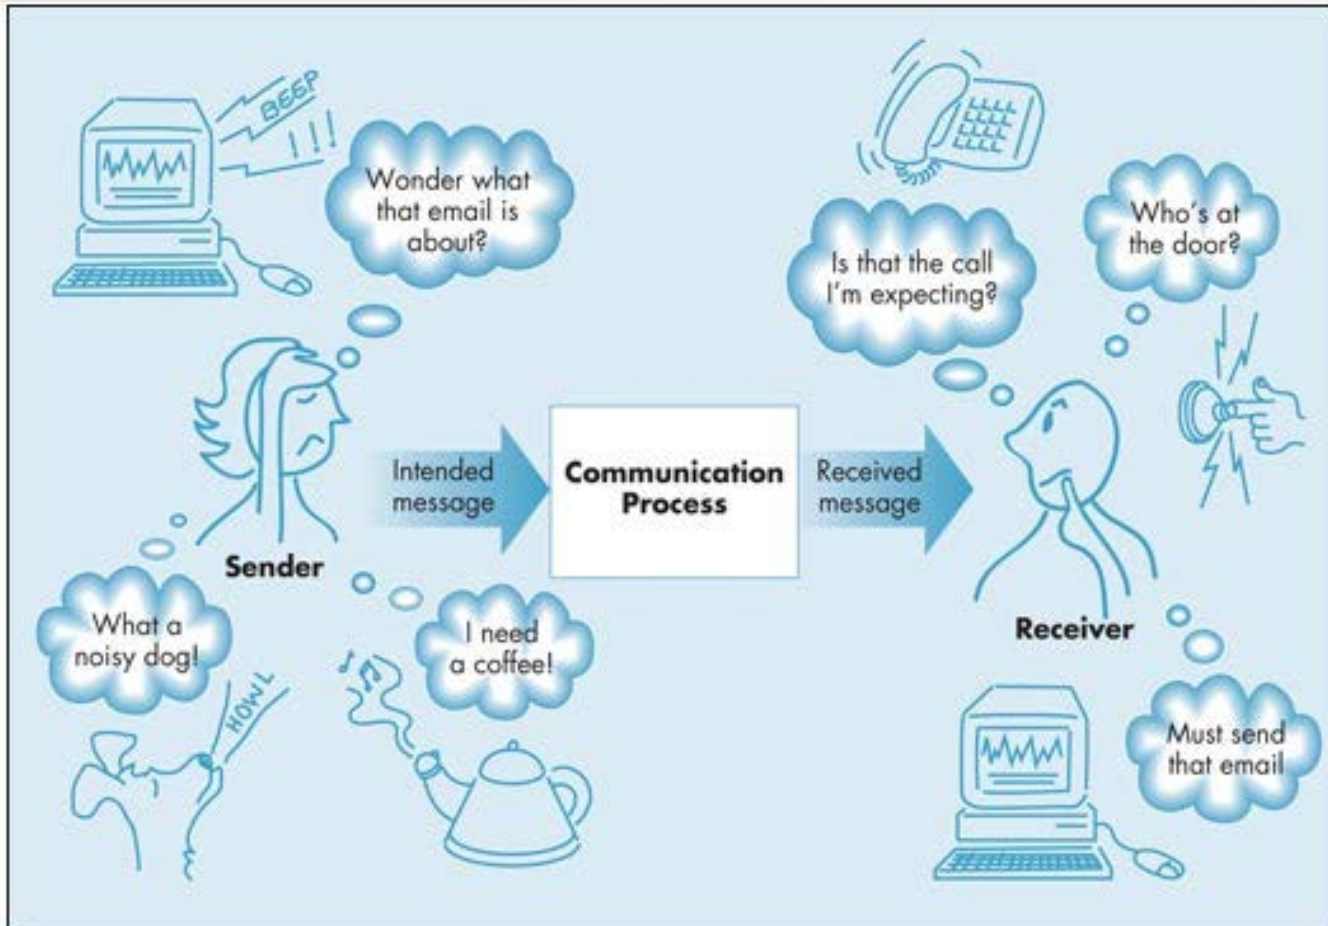 BEEP
!!!
Wonder what
that email is
about?
Is that the call
I'm expecting?
Who's at
the door?
Intended
message
Communication
Process
Received
message
Sender
Receiver
What a
noisy dog!
HOWL
I need
a coffee!
Must send
that email